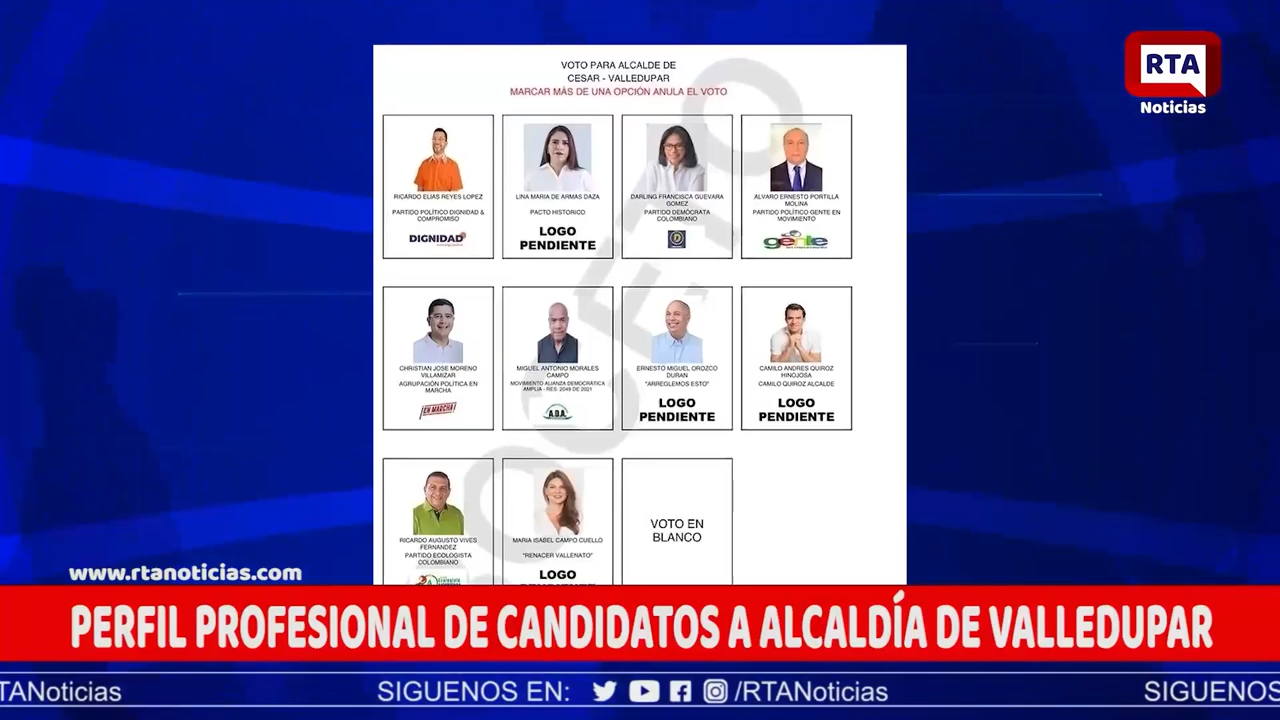 RTA
Noticias
VOTO PARA ALCALDE DE
CESAR - VALLEDUPAR
MARCAR MÁS DE UNA OPCIÓN ANULA EL VOTO
RICARDO ELIAS REYES LOPEZ
PARTIDO POLÍTICO DIGNIDAD &
COMPROMISO
DIGNIDAD
LINA MARIA DE ARMAS DAZA
PACTO HISTORICO
LOGO
PENDIENTE
DARLING FRANCISCA GUEVARA
GOMEZ
PARTIDO DEMÓCRATA
COLOMBIANO
ALVARO ERNESTO PORTILLA
MOLINA
PARTIDO POLÍTICO GENTE EN
MOVIMIENTO
gente
CHRISTIAN JOSE MORENO
VILLAMIZAR
AGRUPACIÓN POLITICA EN
MARCHA
EN MARCHA
MIGUEL ANTONIO MORALES
CAMPO
MOVIMIENTO ALIANZA DEMOCRÁTICA
AMPLIA - RES. 2049 DE 2021
A.D.A.
ERNESTO MIGUEL OROZCO
DURAN
"ARREGLEMOS ESTO"
LOGO
PENDIENTE
CAMILO ANDRES QUIROZ
HINOJOSA
CAMILO QUIROZ ALCALDE
LOGO
PENDIENTE
RICARDO AUGUSTO VIVES
FERNANDEZ
PARTIDO ECOLOGISTA
COLOMBIANO
MARIA ISABEL CAMPO CUELLO
"RENACER VALLENATO"
LOGO
VOTO EN
BLANCO
www.rtanoticias.com
PERFIL PROFESIONAL DE CANDIDATOS A ALCALDÍA DE VALLEDUPAR
TANoticias SIGUENOS EN: /RTANoticias SIGUENOS